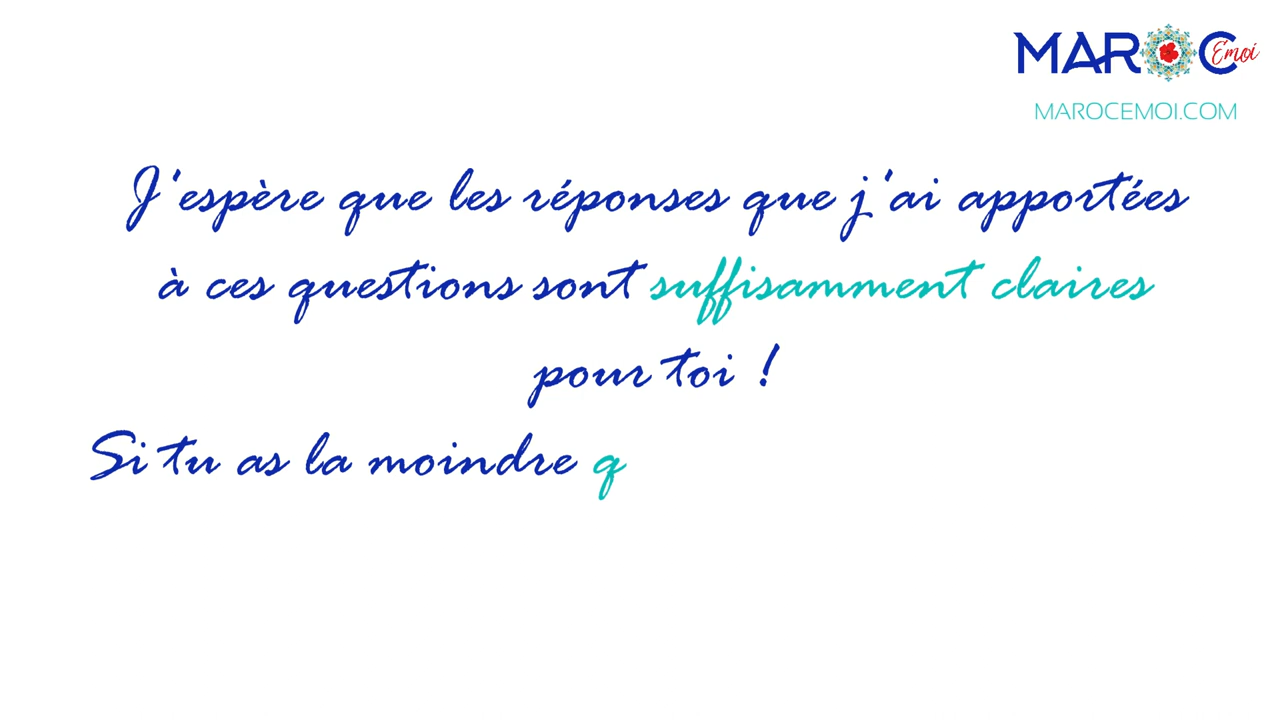 MAROC Emoi
MAROCEMOI.COM
J'espère que les réponses que j'ai apportées
à ces questions sont suffisamment claires
pour toi !
Si tu as la moindre q